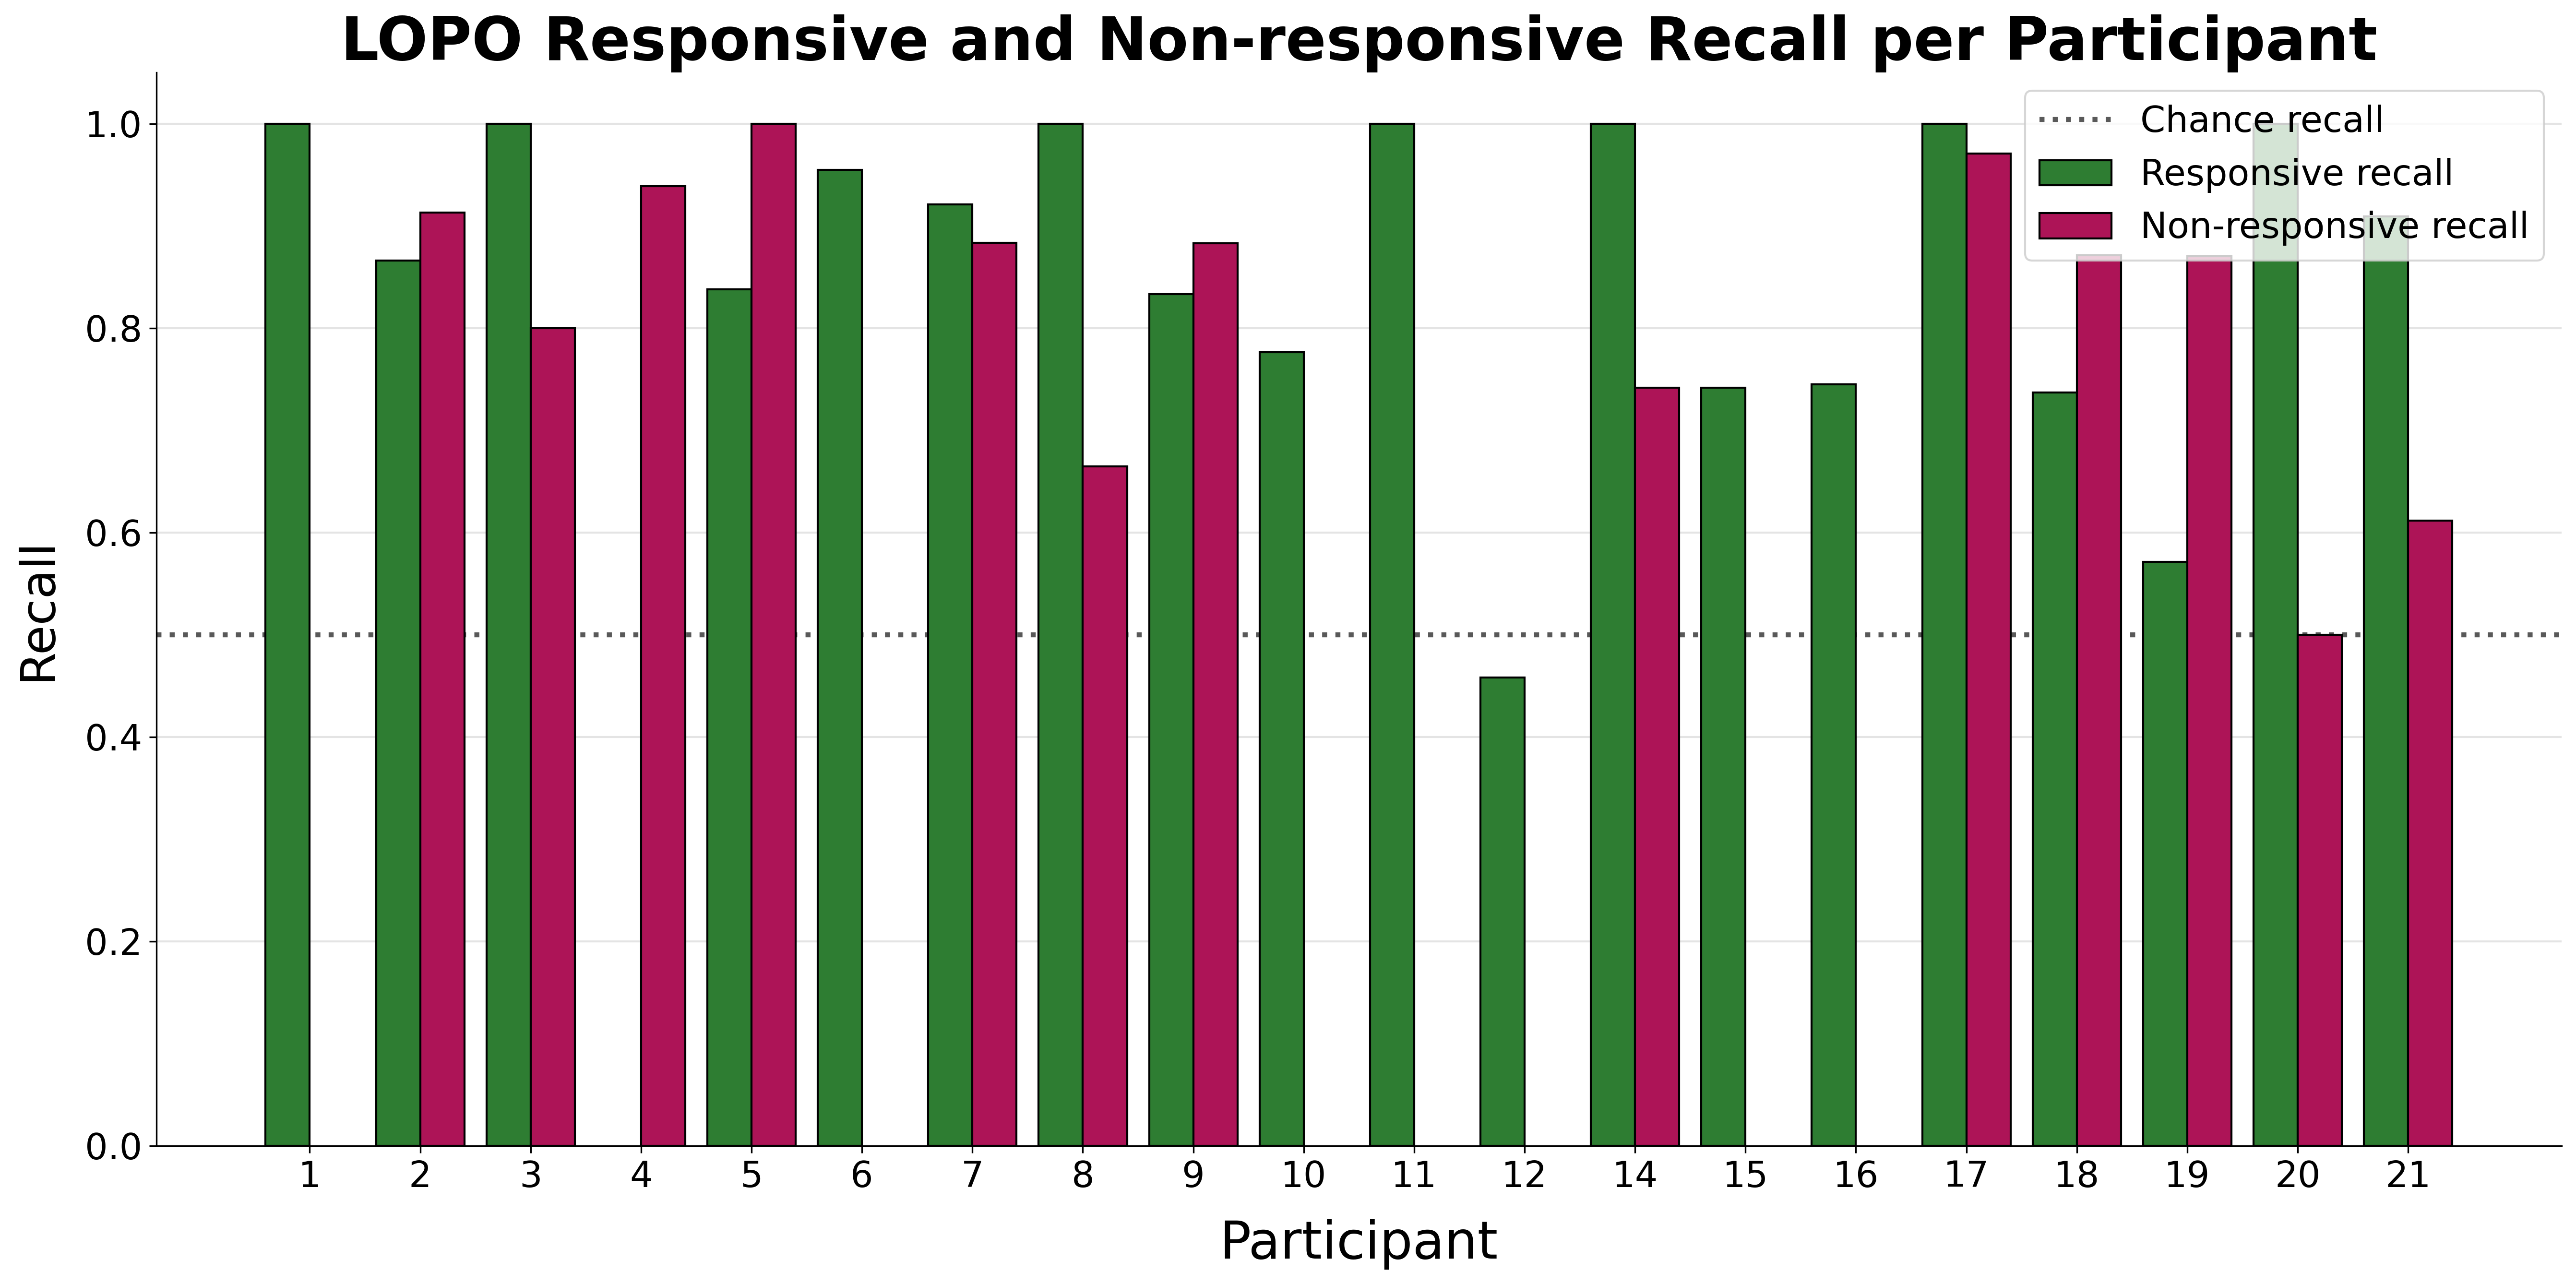 LOPO Responsive and Non-responsive Recall per Participant
Chance recall
Responsive recall
Non-responsive recall
Recall
1.0
0.8
0.6
0.4
0.2
0.0
1 2 3 4 5 6 7 8 9 10 11 12 14 15 16 17 18 19 20 21
Participant